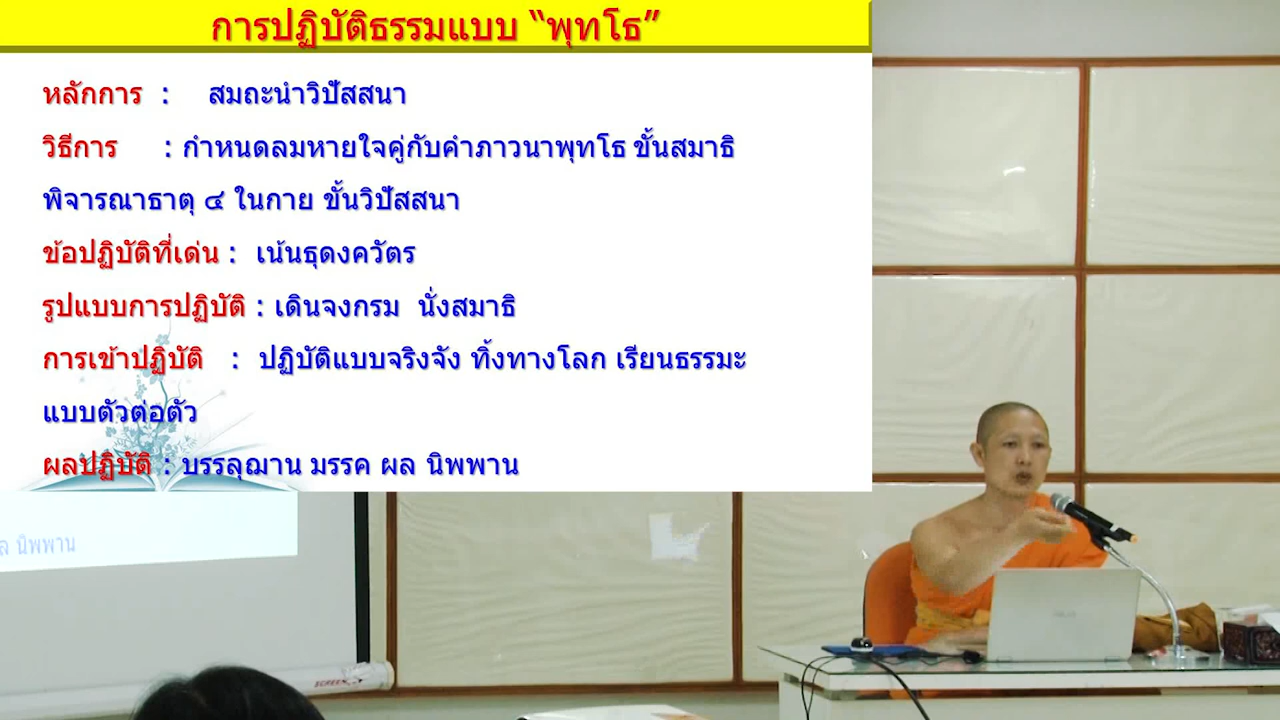 การปฏิบัติธรรมแบบ “พุทโธ”
หลักการ : สมถะนำวิปัสสนา
วิธีการ : กำหนดลมหายใจคู่กับคำภาวนาพุทโธ ขั้นสมาธิ
พิจารณาธาตุ ๔ ในกาย ขั้นวิปัสสนา
ข้อปฏิบัติที่เด่น : เน้นธุดงควัตร
รูปแบบการปฏิบัติ : เดินจงกรม นั่งสมาธิ
การเข้าปฏิบัติ : ปฏิบัติแบบจริงจัง ทิ้งทางโลก เรียนธรรมะ
แบบตัวต่อตัว
ผลปฏิบัติ : บรรลุฌาน มรรค ผล นิพพาน
ล นิพพาน